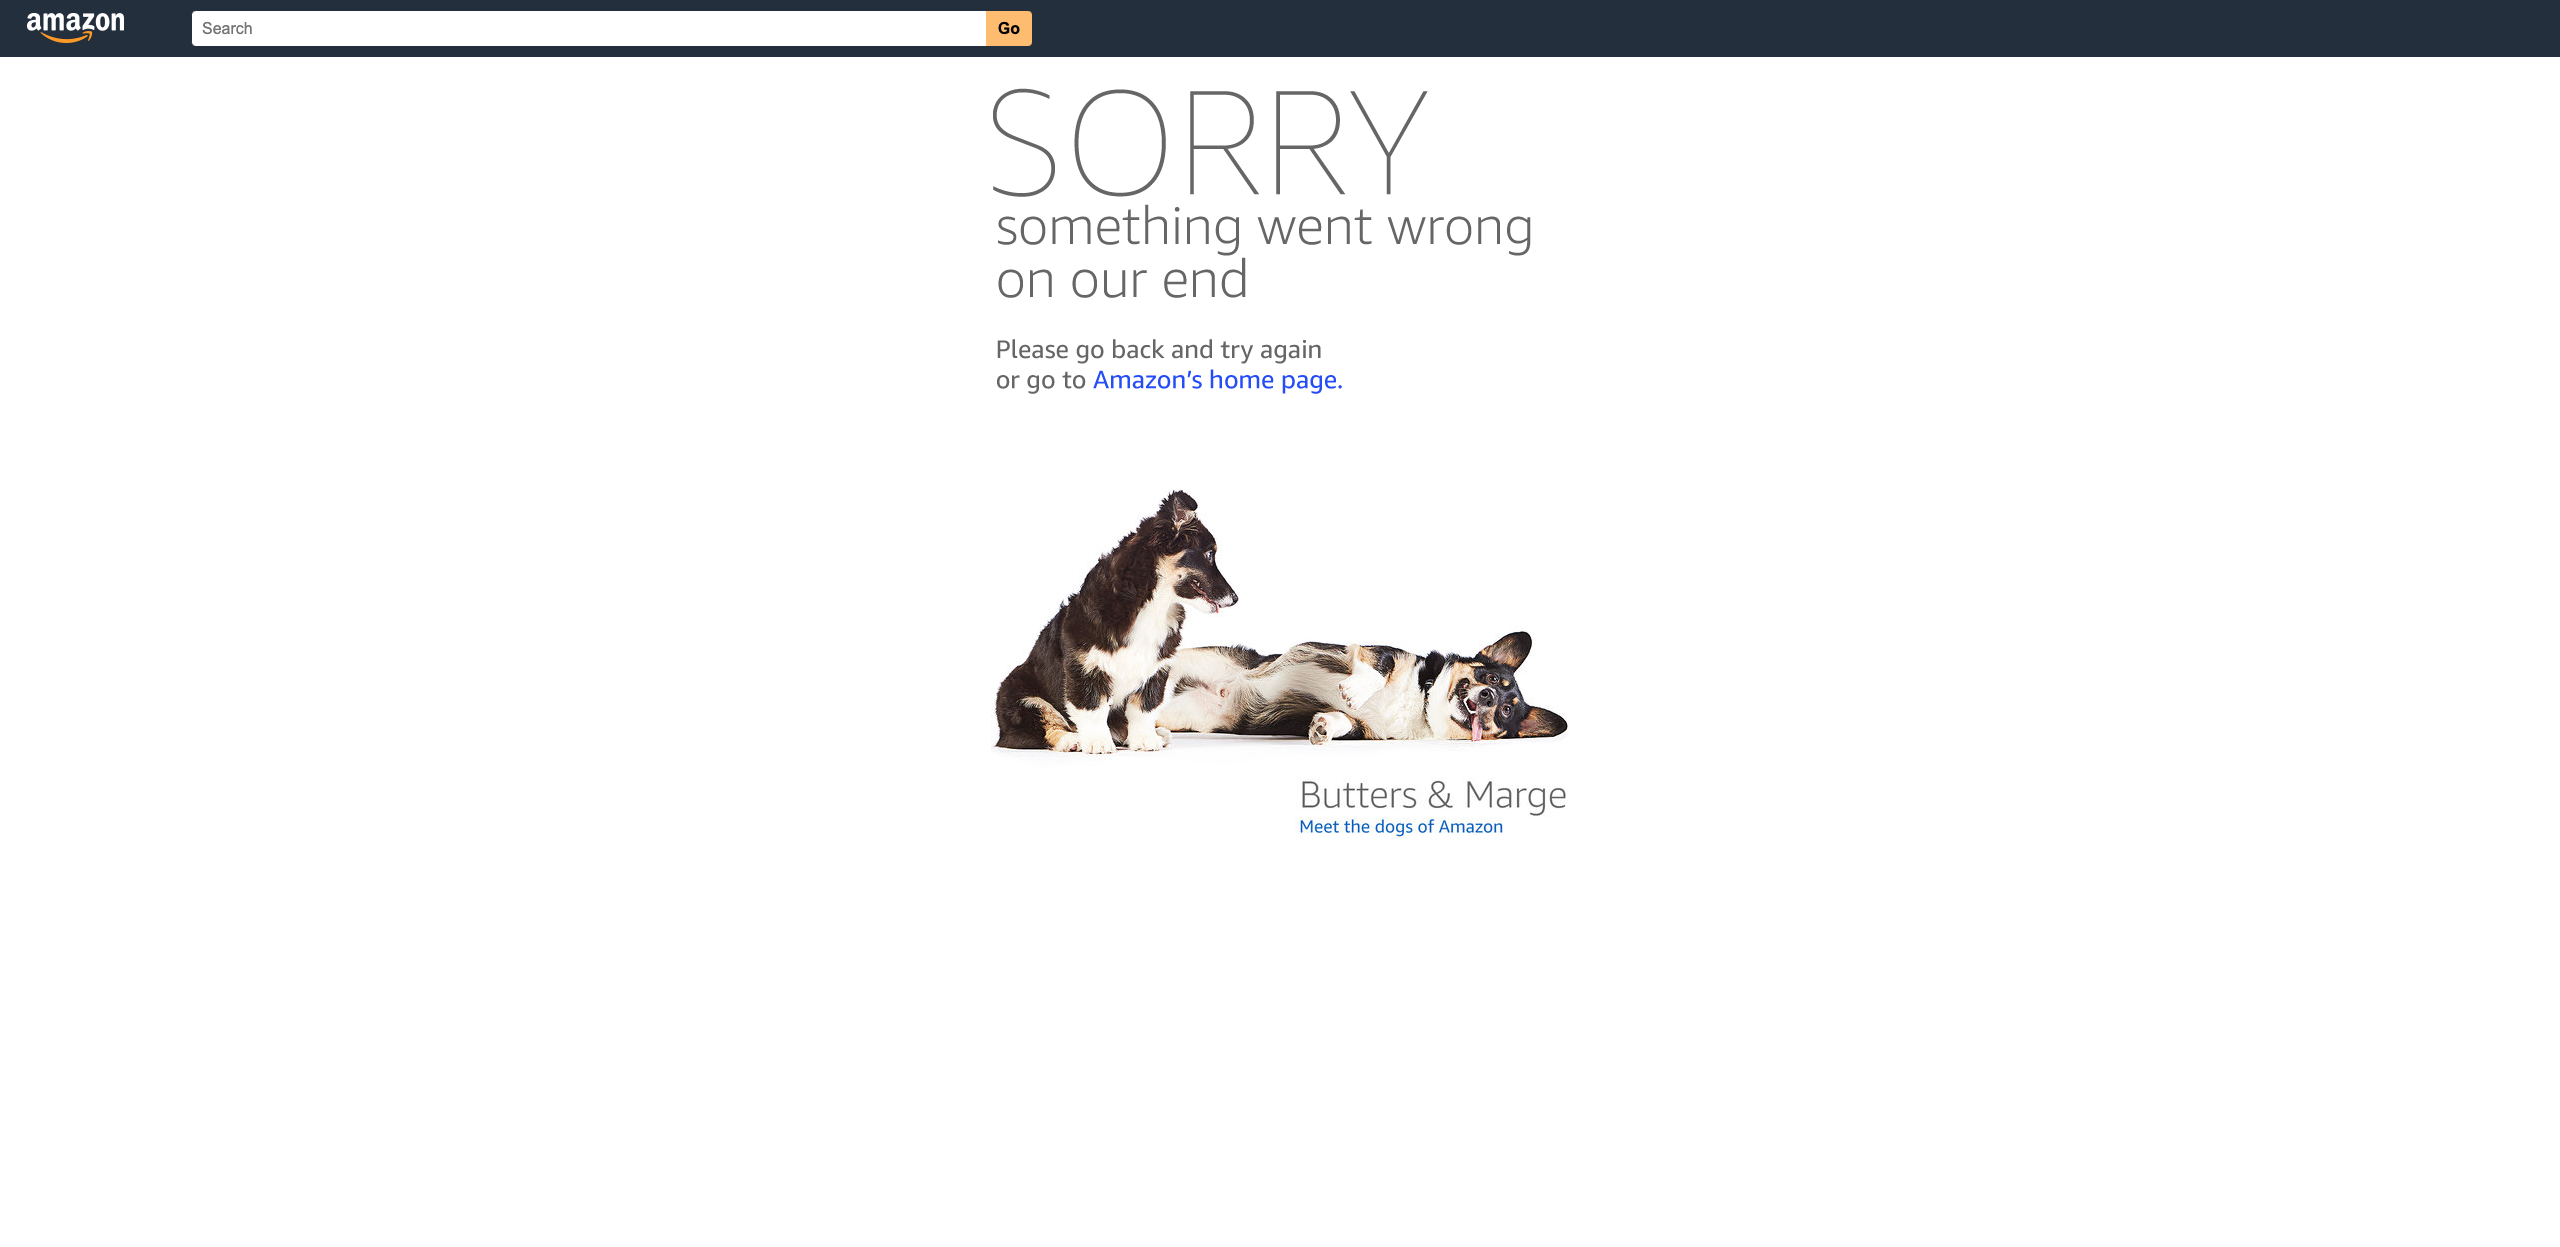 amazon
Search
Go
SORRY
something went wrong
on our end
Please go back and try again
or go to Amazon’s home page.
Butters & Marge
Meet the dogs of Amazon